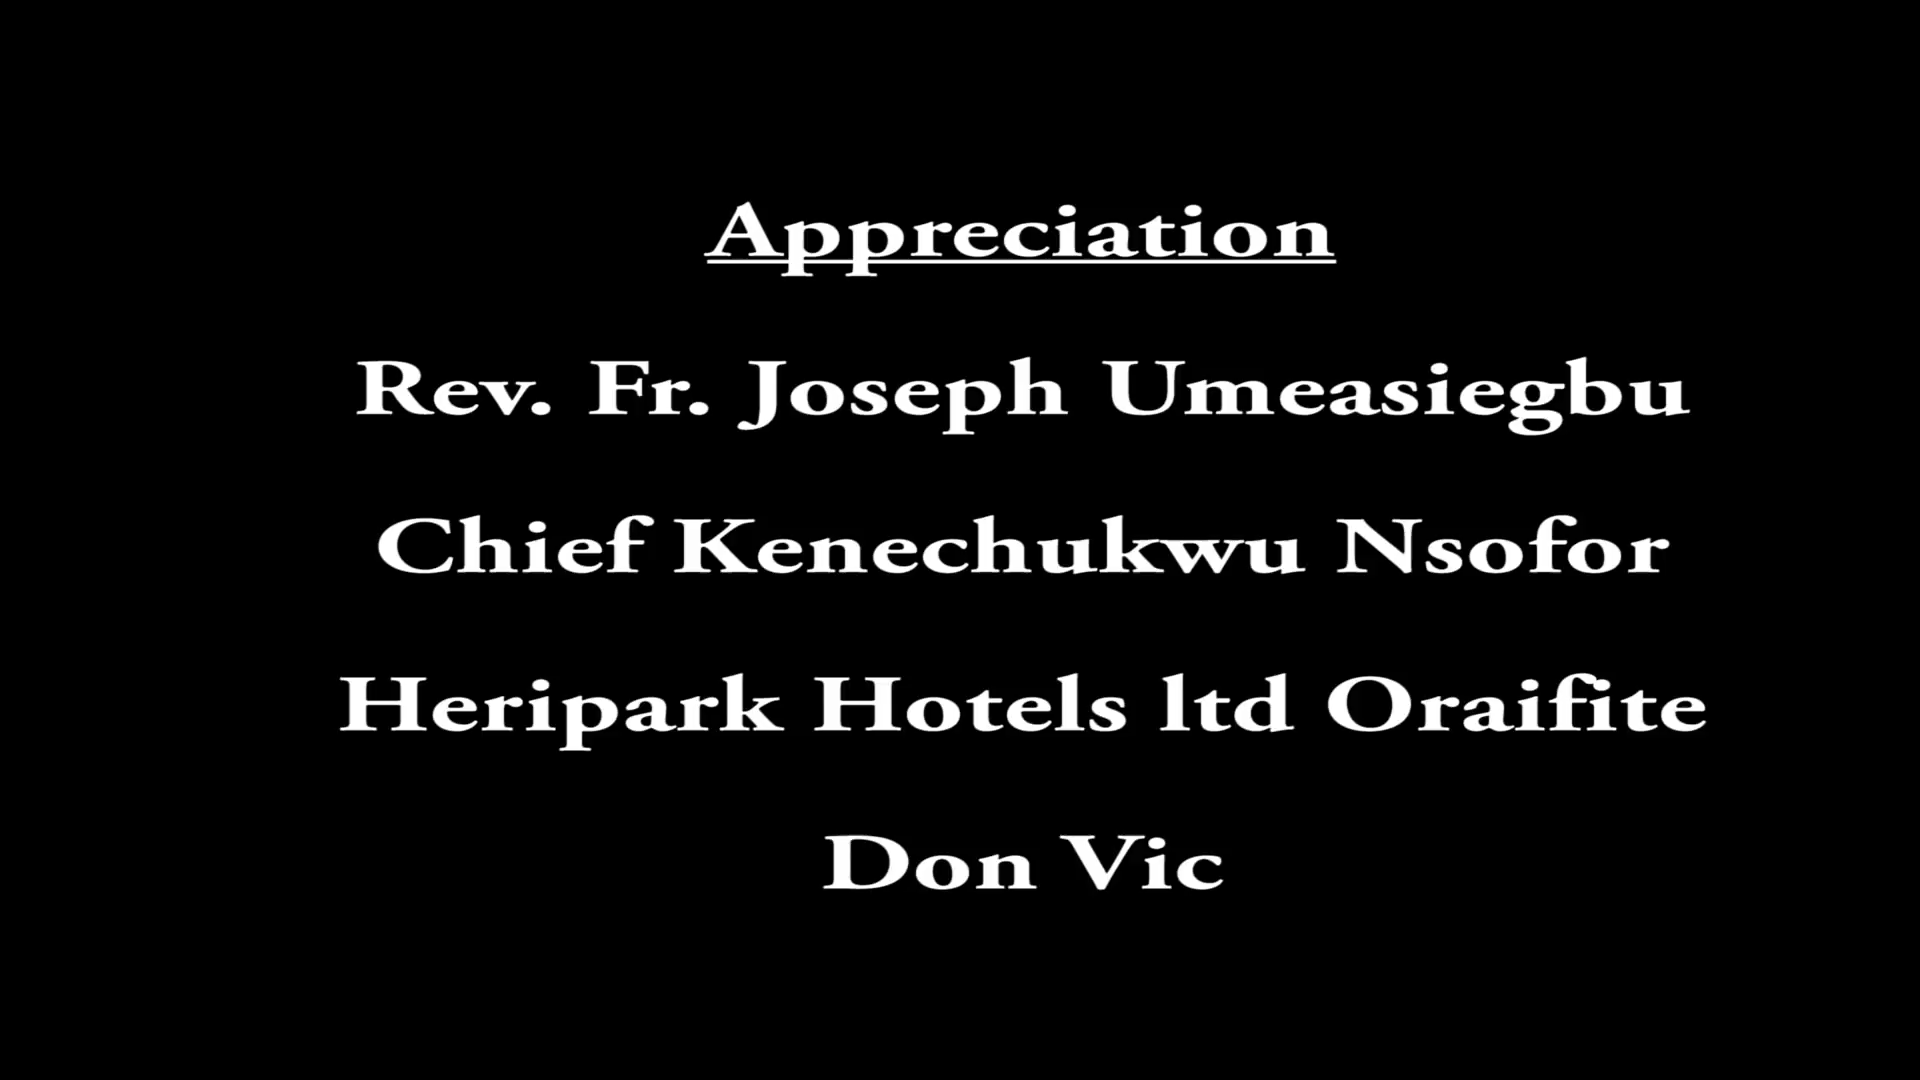 Appreciation
Rev. Fr. Joseph Umeasiegbu
Chief Kenechukwu Nsofor
Heripark Hotels ltd Oraifite
Don Vic